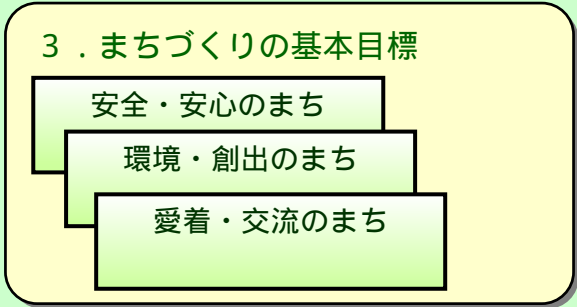 3．まちづくりの基本目標
安全・安心のまち
環境・創出のまち
愛着・交流のまち